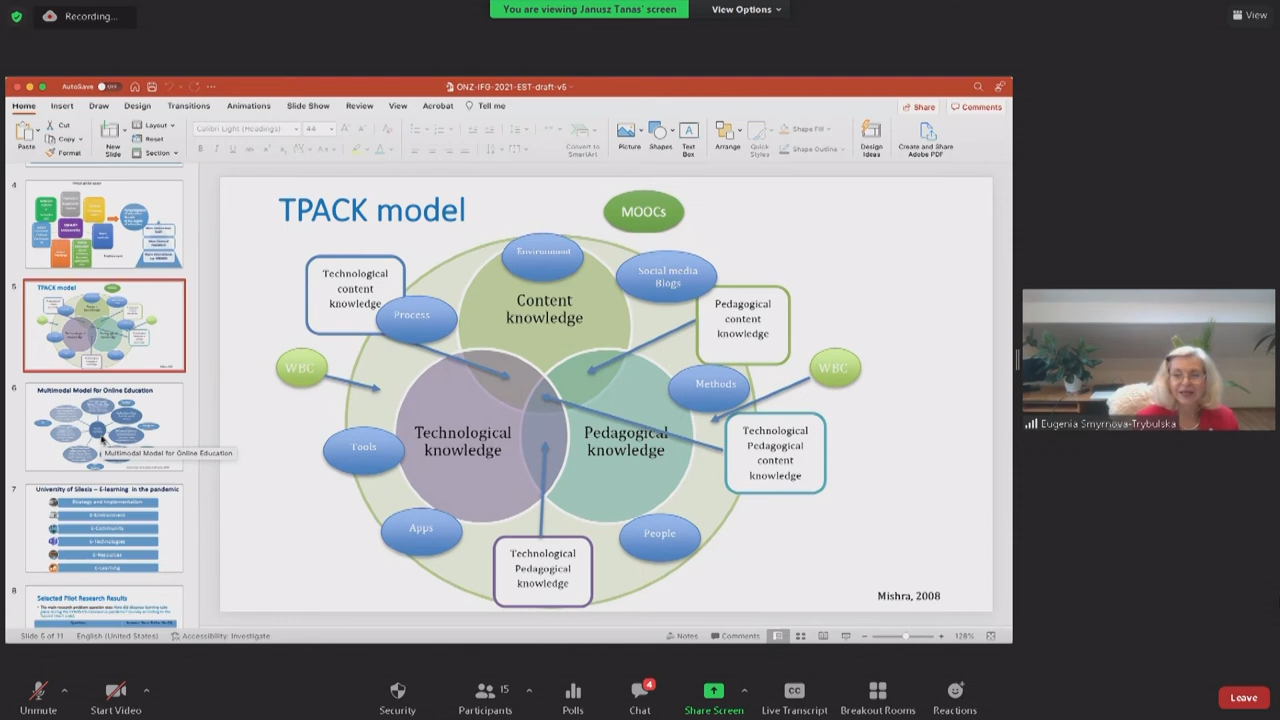 Recording...
You are viewing Janusz Tanas' screen
View Options
View
AutoSave OFF
ONZ-IFG-2021-EST-draft-v6
Home Insert Draw Design Transitions Animations Slide Show Review View Acrobat Tell me
Share Comments
Paste
Cut
Copy
Format
New
Slide
Layout
Reset
Section
Calibri Light (Headings) 44
Convert to
SmartArt
Picture
Shapes
Text
Box
Arrange
Quick
Styles
Shape Fill
Shape Outline
Design
Ideas
Create and Share
Adobe PDF
4
5
TPACK model
6
Multimodal Model for Online Education
Multimodal Model for Online Education
7
University of Silesia – E-learning in the pandemic
Strategy and Implementation
E-Environment
E-Community
E-Technologies
E-Resources
E-Learning
8
Selected Pilot Research Results
TPACK model
MOOCs
Environment
Social media
Blogs
Technological
content
knowledge
Process
Content
knowledge
Pedagogical
content
knowledge
WBC
WBC
Methods
Tools
Technological
knowledge
Pedagogical
knowledge
Technological
Pedagogical
content
knowledge
Apps
People
Technological
Pedagogical
knowledge
Mishra, 2008
Slide 5 of 11 English (United States) Accessibility: Investigate
Notes Comments 128%
Eugenia Smyrnova-Trybulska
Unmute
Start Video
Security
Participants 15
Polls
Chat 4
Share Screen
CC
Live Transcript
Breakout Rooms
Reactions
Leave